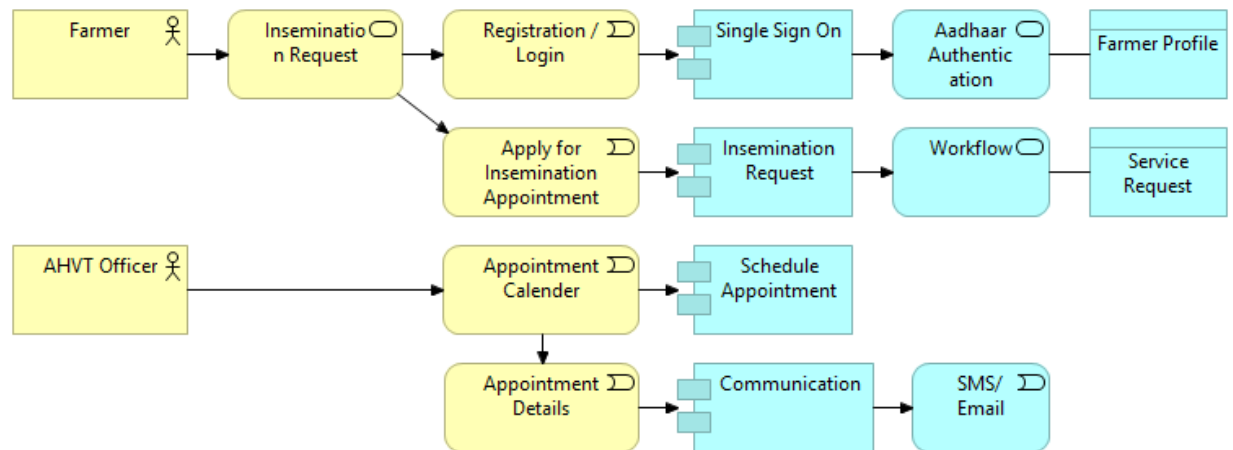 Farmer
Inseminatio
n Request
Registration /
Login
Single Sign On
Aadhaar
Authentic
ation
Farmer Profile
Apply for
Insemination
Appointment
Insemination
Request
Workflow
Service
Request
AHVT Officer
Appointment
Calender
Schedule
Appointment
Appointment
Details
Communication
SMS/
Email